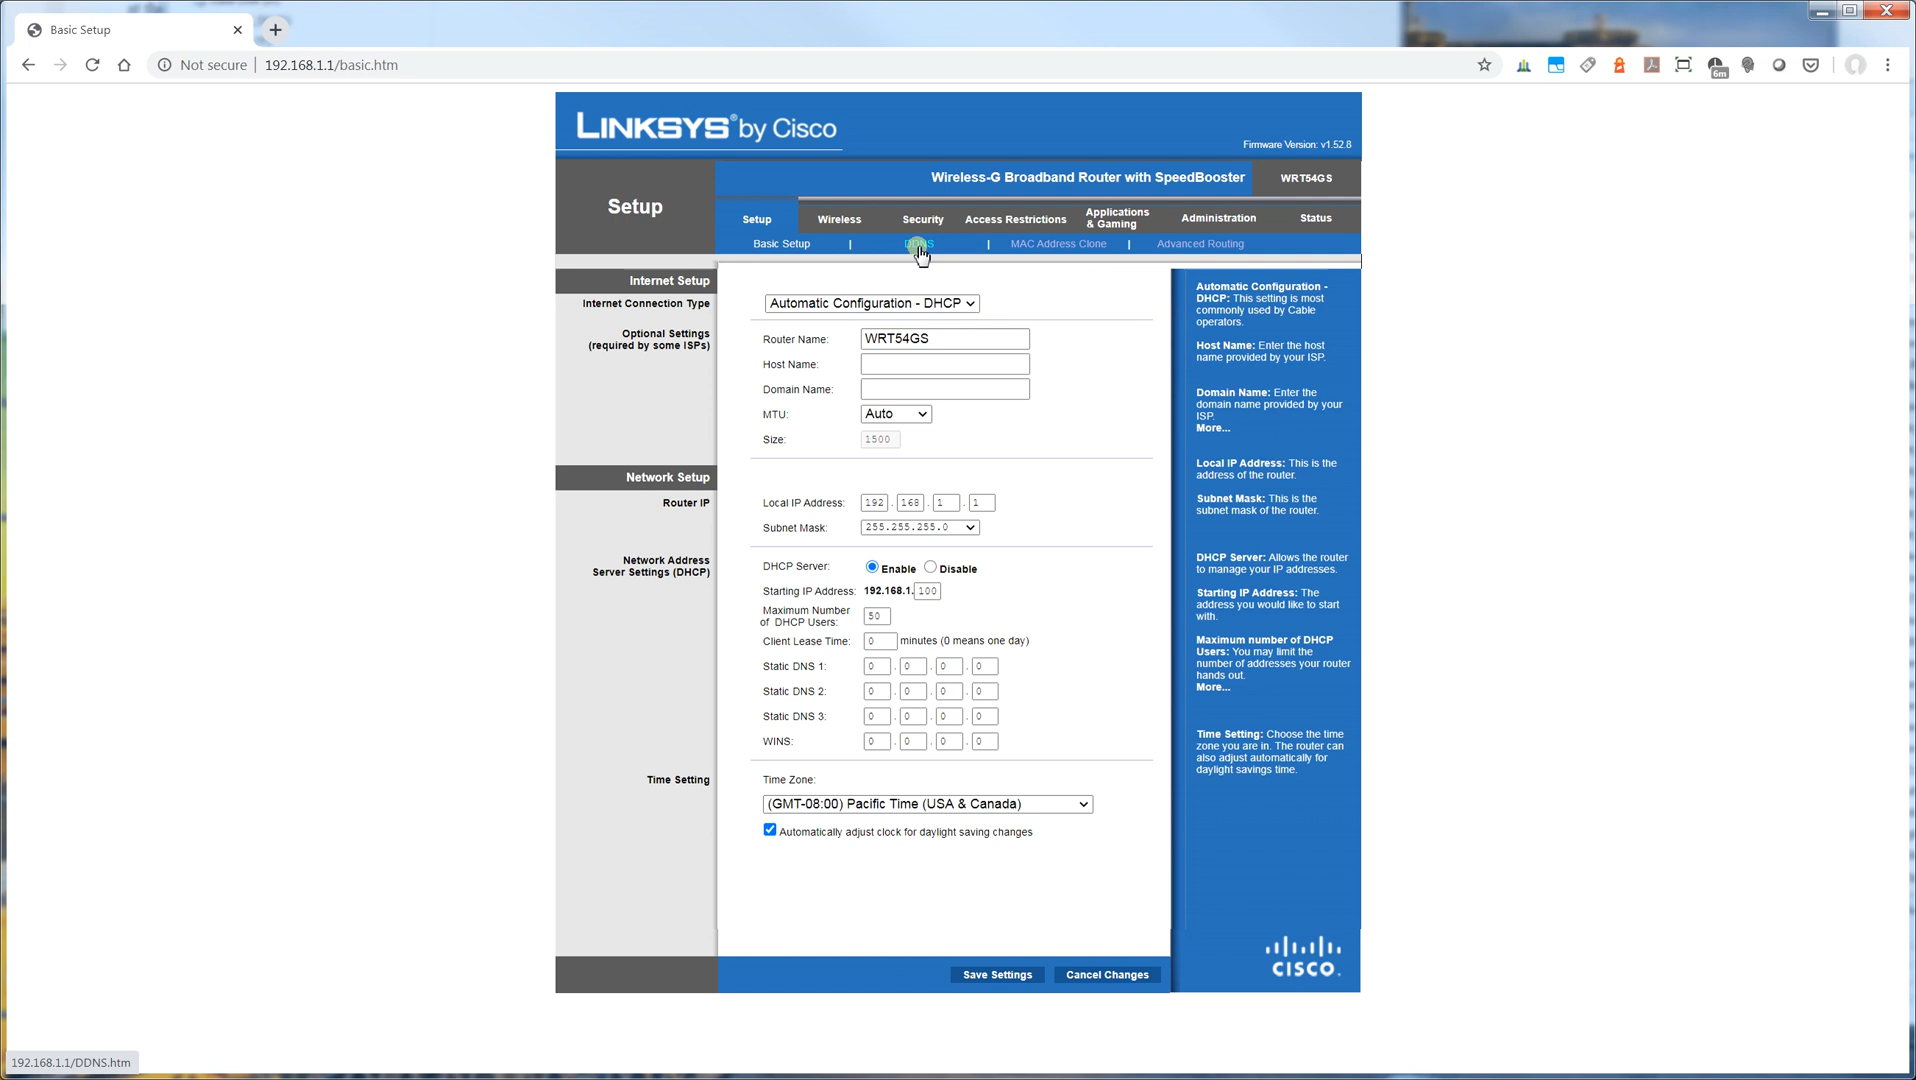 Basic Setup
Not secure | 192.168.1.1/basic.htm
6m
LINKSYS® by Cisco
Firmware Version: v1.52.8
Wireless-G Broadband Router with SpeedBooster WRT54GS
Setup
Setup Wireless Security Access Restrictions Applications & Gaming Administration Status
Basic Setup | DDNS | MAC Address Clone | Advanced Routing
Internet Setup
Internet Connection Type
Automatic Configuration - DHCP
Optional Settings
(required by some ISPs)
Router Name: WRT54GS
Host Name:
Domain Name:
MTU: Auto
Size: 1500
Network Setup
Router IP
Local IP Address: 192 . 168 . 1 . 1
Subnet Mask: 255.255.255.0
Network Address
Server Settings (DHCP)
DHCP Server: Enable Disable
Starting IP Address: 192.168.1. 100
Maximum Number
of DHCP Users: 50
Client Lease Time: 0 minutes (0 means one day)
Static DNS 1: 0 . 0 . 0 . 0
Static DNS 2: 0 . 0 . 0 . 0
Static DNS 3: 0 . 0 . 0 . 0
WINS: 0 . 0 . 0 . 0
Time Setting
Time Zone:
(GMT-08:00) Pacific Time (USA & Canada)
Automatically adjust clock for daylight saving changes
Automatic Configuration -
DHCP: This setting is most
commonly used by Cable
operators.
Host Name: Enter the host
name provided by your ISP.
Domain Name: Enter the
domain name provided by your
ISP.
More...
Local IP Address: This is the
address of the router.
Subnet Mask: This is the
subnet mask of the router.
DHCP Server: Allows the router
to manage your IP addresses.
Starting IP Address: The
address you would like to start
with.
Maximum number of DHCP
Users: You may limit the
number of addresses your router
hands out.
More...
Time Setting: Choose the time
zone you are in. The router can
also adjust automatically for
daylight savings time.
CISCO.
Save Settings Cancel Changes
192.168.1.1/DDNS.htm